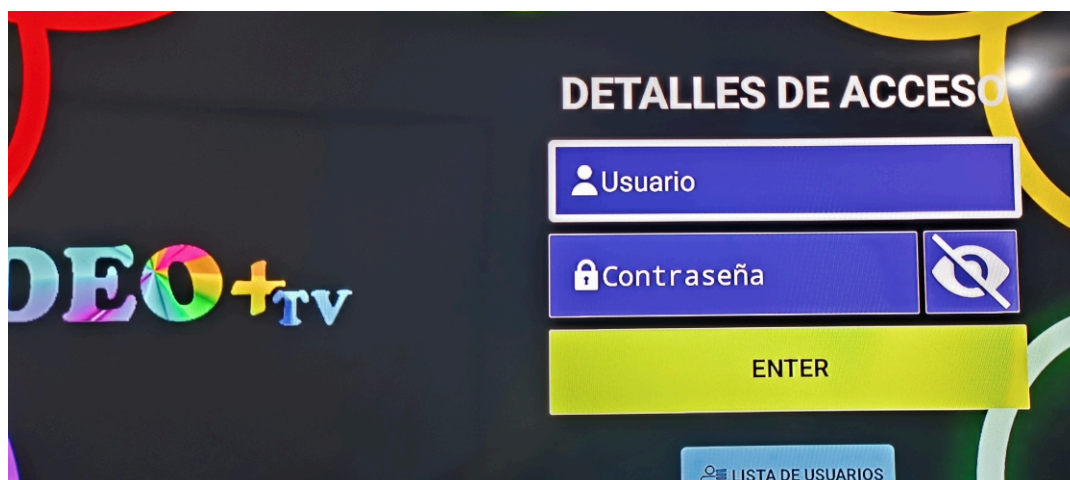 DETALLES DE ACCESO
Usuario
Contraseña
DEO+TV
ENTER
LISTA DE USUARIOS